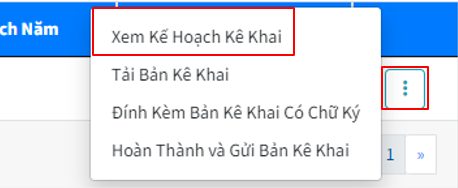 ch Năm
Xem Kế Hoạch Kê Khai
Tải Bản Kê Khai
Đính Kèm Bản Kê Khai Có Chữ Ký
Hoàn Thành và Gửi Bản Kê Khai
1 »